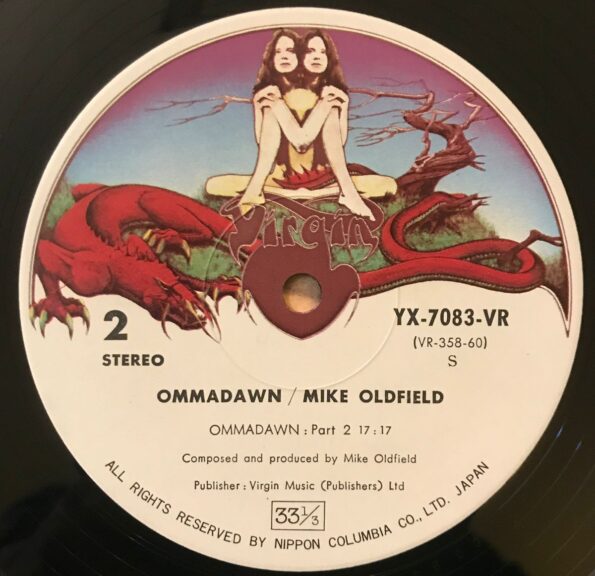 Virgin
2
STEREO
YX-7083-VR
(VR-358-60)
S
OMMADAWN / MIKE OLDFIELD
OMMADAWN : Part 2 17 : 17
Composed and produced by Mike Oldfield
Publisher : Virgin Music (Publishers) Ltd
33 1/3
ALL RIGHTS RESERVED BY NIPPON COLUMBIA CO., LTD. JAPAN